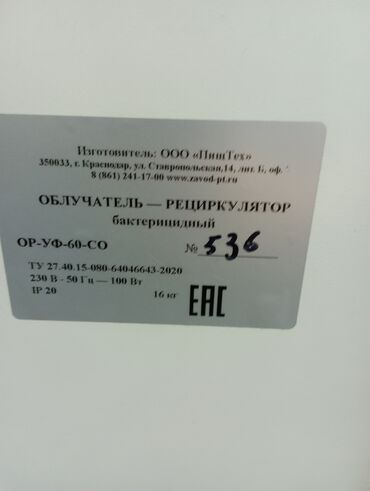 Изготовитель: ООО «ПищТех»
350033, г. Краснодар, ул. Ставропольская,14, лит. Б, оф.
8 (861) 241-17-00 www.zavod-pt.ru
ОБЛУЧАТЕЛЬ — РЕЦИРКУЛЯТОР
бактерицидный
ОР-УФ-60-СО № 536
ТУ 27.40.15-080-64046643-2020
230 В - 50 Гц — 100 Вт
IP 20 16 кг EAC